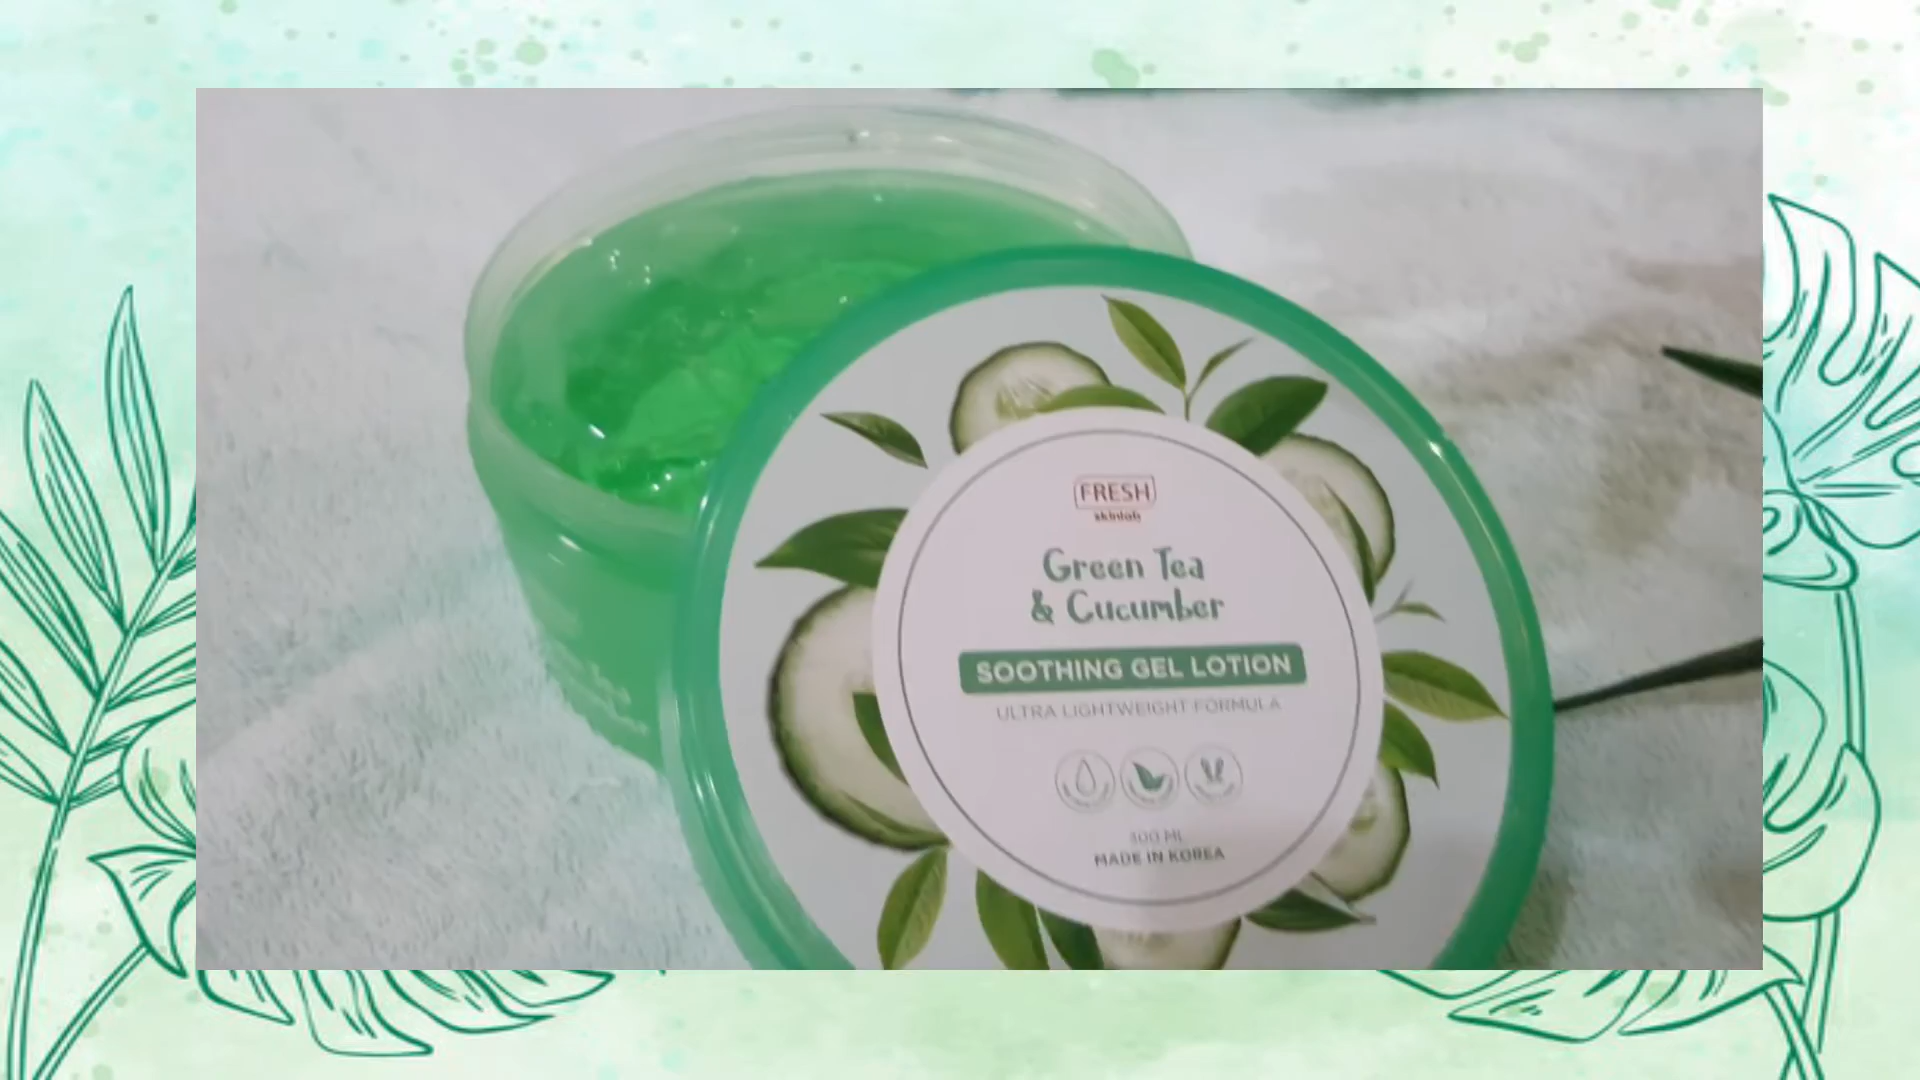 FRESH
skinlab
Green Tea
& Cucumber
SOOTHING GEL LOTION
ULTRA LIGHTWEIGHT FORMULA
300 ML
MADE IN KOREA